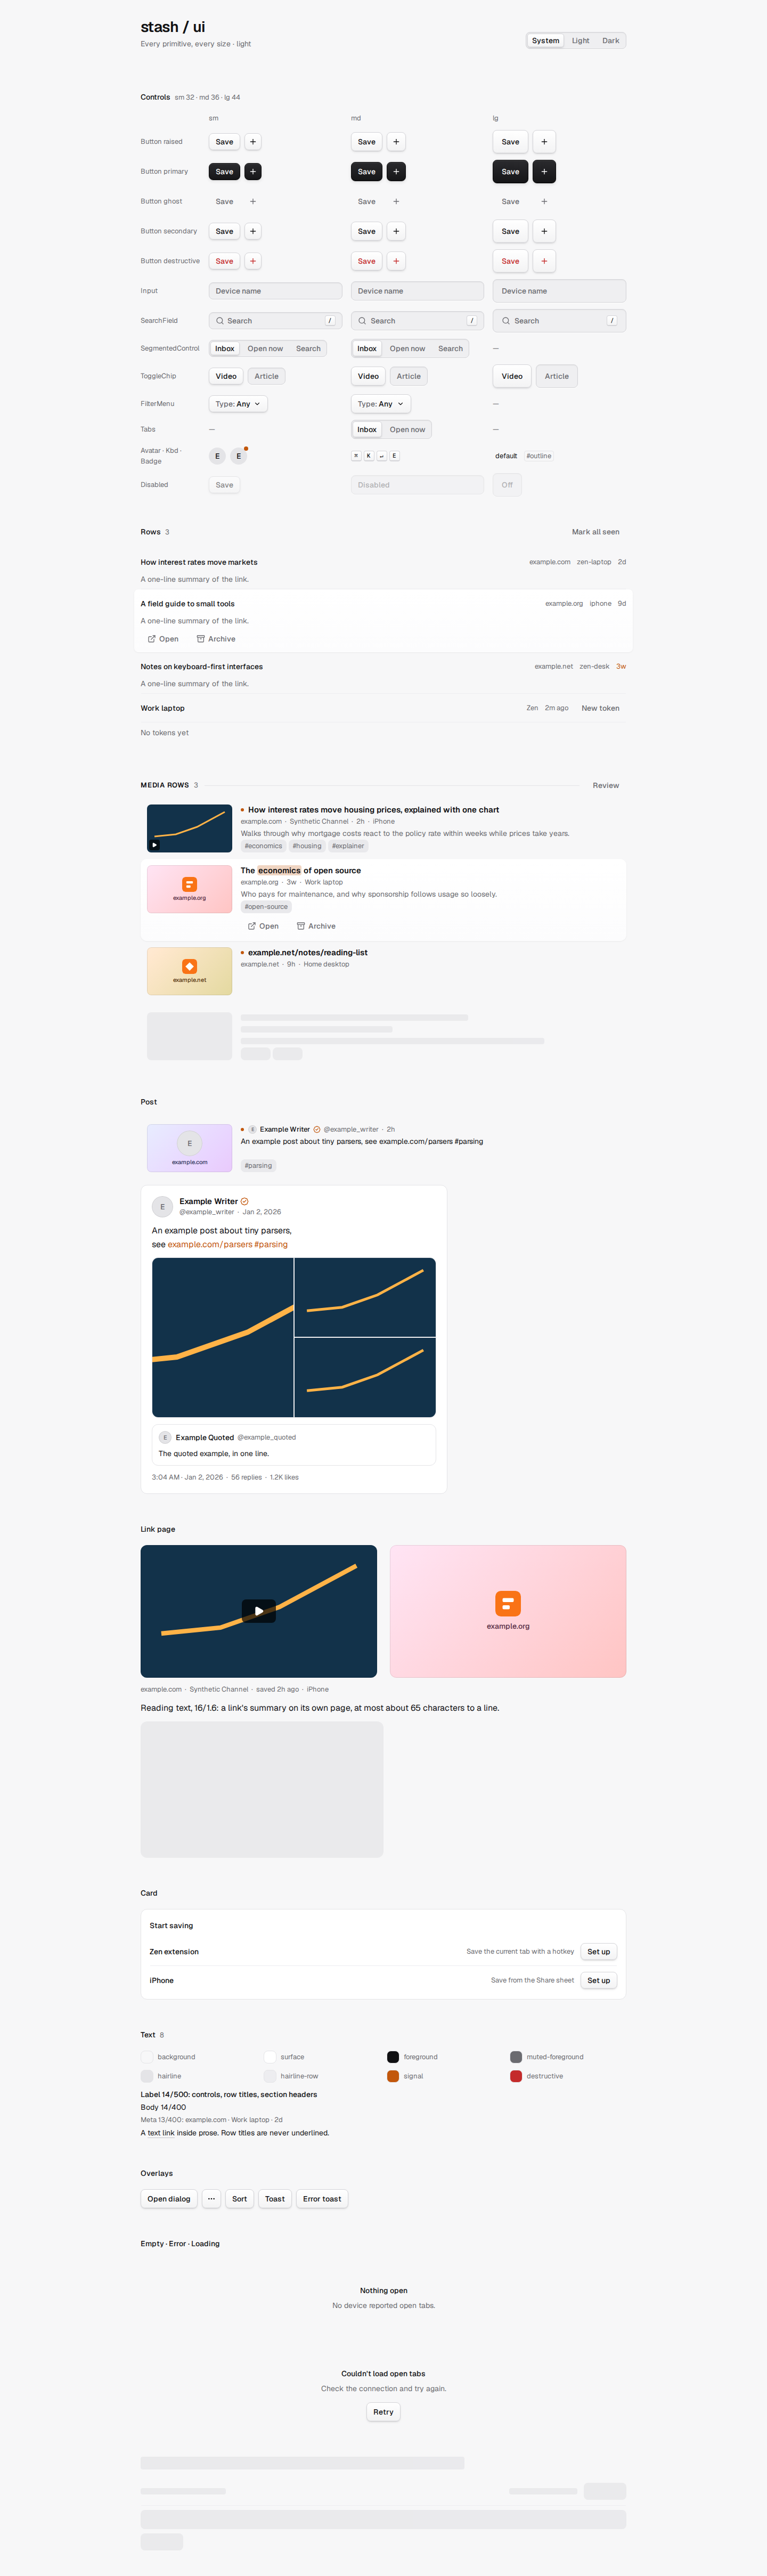 stash / ui
Every primitive, every size · light
System Light Dark
Controls sm 32 · md 36 · lg 44
sm md lg
Button raised Save + Save + Save +
Button primary Save + Save + Save +
Button ghost Save + Save + Save +
Button secondary Save + Save + Save +
Button destructive Save + Save + Save +
Input Device name Device name Device name
SearchField Search / Search / Search /
SegmentedControl Inbox Open now Search Inbox Open now Search —
ToggleChip Video Article Video Article Video Article
FilterMenu Type: Any Type: Any —
Tabs — Inbox Open now —
Avatar · Kbd · Badge E E ⌘ K ↵ E default #outline
Disabled Save Disabled Off
Rows 3 Mark all seen
How interest rates move markets example.com zen-laptop 2d
A one-line summary of the link.
A field guide to small tools example.org iphone 9d
A one-line summary of the link.
Open Archive
Notes on keyboard-first interfaces example.net zen-desk 3w
A one-line summary of the link.
Work laptop Zen 2m ago New token
No tokens yet
MEDIA ROWS 3 Review
How interest rates move housing prices, explained with one chart
example.com · Synthetic Channel · 2h · iPhone
Walks through why mortgage costs react to the policy rate within weeks while prices take years.
#economics #housing #explainer
example.org
The economics of open source
example.org · 3w · Work laptop
Who pays for maintenance, and why sponsorship follows usage so loosely.
#open-source
Open Archive
example.net
example.net/notes/reading-list
example.net · 9h · Home desktop
Post
E
example.com
E Example Writer @example_writer · 2h
An example post about tiny parsers, see example.com/parsers #parsing
#parsing
E Example Writer
@example_writer · Jan 2, 2026
An example post about tiny parsers,
see example.com/parsers #parsing
E Example Quoted @example_quoted
The quoted example, in one line.
3:04 AM · Jan 2, 2026 · 56 replies · 1.2K likes
Link page
example.org
example.com · Synthetic Channel · saved 2h ago · iPhone
Reading text, 16/1.6: a link's summary on its own page, at most about 65 characters to a line.
Card
Start saving
Zen extension Save the current tab with a hotkey Set up
iPhone Save from the Share sheet Set up
Text 8
background surface foreground muted-foreground
hairline hairline-row signal destructive
Label 14/500: controls, row titles, section headers
Body 14/400
Meta 13/400: example.com · Work laptop · 2d
A text link inside prose. Row titles are never underlined.
Overlays
Open dialog ··· Sort Toast Error toast
Empty · Error · Loading
Nothing open
No device reported open tabs.
Couldn't load open tabs
Check the connection and try again.
Retry